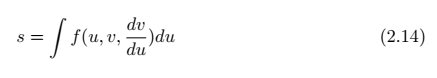 s = ∫ f(u, v, dv/du)du (2.14)